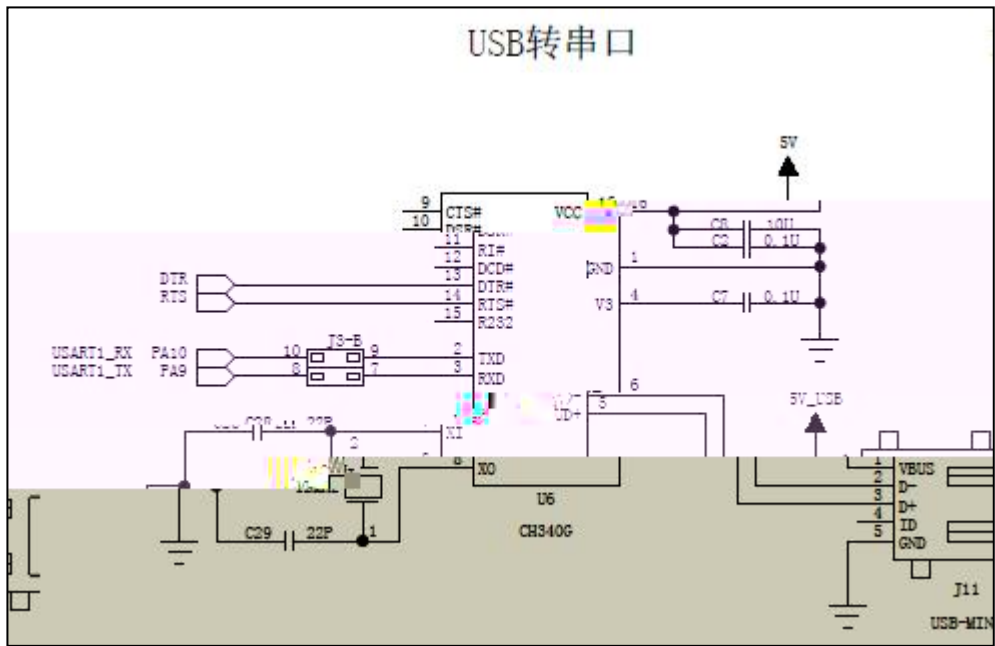 USB转串口
5V
9 CTS# VCC
10
C8 10U
C2 0.1U
11 RI#
12 DCD# GND 1
13 DTR#
DTR
14 RTS# V3 4 C7 0.1U
RTS
15 R232
J3-B
USART1_RX PA10 10 9 2 TXD
USART1_TX PA9 8 7 3 RXD
6
5V_USB
UD+ 5
XI
2
8 XO
1 VBUS
2 D-
3 D+
4 ID
5 GND
U6
CH340G
C29 22P 1
J11
USB-MIN